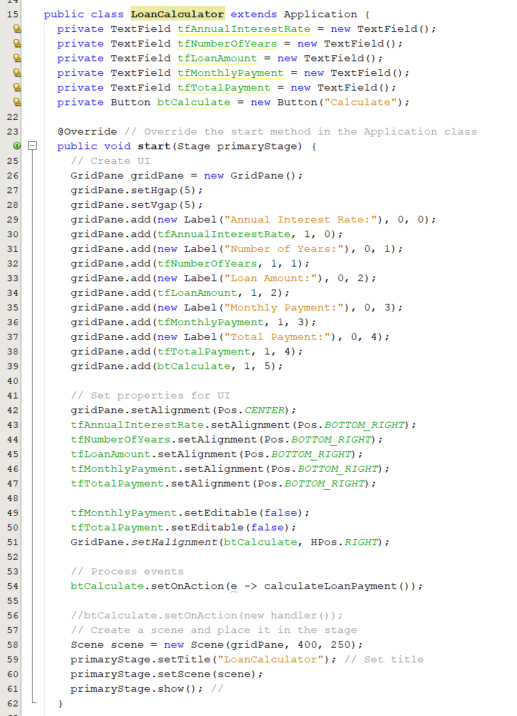 14
15 public class LoanCalculator extends Application {
private TextField tfAnnualInterestRate = new TextField();
private TextField tfNumberOfYears = new TextField();
private TextField tfLoanAmount = new TextField();
private TextField tfMonthlyPayment = new TextField();
private TextField tfTotalPayment = new TextField();
private Button btCalculate = new Button("Calculate");
22
23 @Override // Override the start method in the Application class
public void start(Stage primaryStage) {
25 // Create UI
26 GridPane gridPane = new GridPane();
27 gridPane.setHgap(5);
28 gridPane.setVgap(5);
29 gridPane.add(new Label("Annual Interest Rate:"), 0, 0);
30 gridPane.add(tfAnnualInterestRate, 1, 0);
31 gridPane.add(new Label("Number of Years:"), 0, 1);
32 gridPane.add(tfNumberOfYears, 1, 1);
33 gridPane.add(new Label("Loan Amount:"), 0, 2);
34 gridPane.add(tfLoanAmount, 1, 2);
35 gridPane.add(new Label("Monthly Payment:"), 0, 3);
36 gridPane.add(tfMonthlyPayment, 1, 3);
37 gridPane.add(new Label("Total Payment:"), 0, 4);
38 gridPane.add(tfTotalPayment, 1, 4);
39 gridPane.add(btCalculate, 1, 5);
40
41 // Set properties for UI
42 gridPane.setAlignment(Pos.CENTER);
43 tfAnnualInterestRate.setAlignment(Pos.BOTTOM_RIGHT);
44 tfNumberOfYears.setAlignment(Pos.BOTTOM_RIGHT);
45 tfLoanAmount.setAlignment(Pos.BOTTOM_RIGHT);
46 tfMonthlyPayment.setAlignment(Pos.BOTTOM_RIGHT);
47 tfTotalPayment.setAlignment(Pos.BOTTOM_RIGHT);
48
49 tfMonthlyPayment.setEditable(false);
50 tfTotalPayment.setEditable(false);
51 GridPane.setHalignment(btCalculate, HPos.RIGHT);
52
53 // Process events
54 btCalculate.setOnAction(e -> calculateLoanPayment());
55
56 //btCalculate.setOnAction(new handler());
57 // Create a scene and place it in the stage
58 Scene scene = new Scene(gridPane, 400, 250);
59 primaryStage.setTitle("LoanCalculator"); // Set title
60 primaryStage.setScene(scene);
61 primaryStage.show(); //
62 }